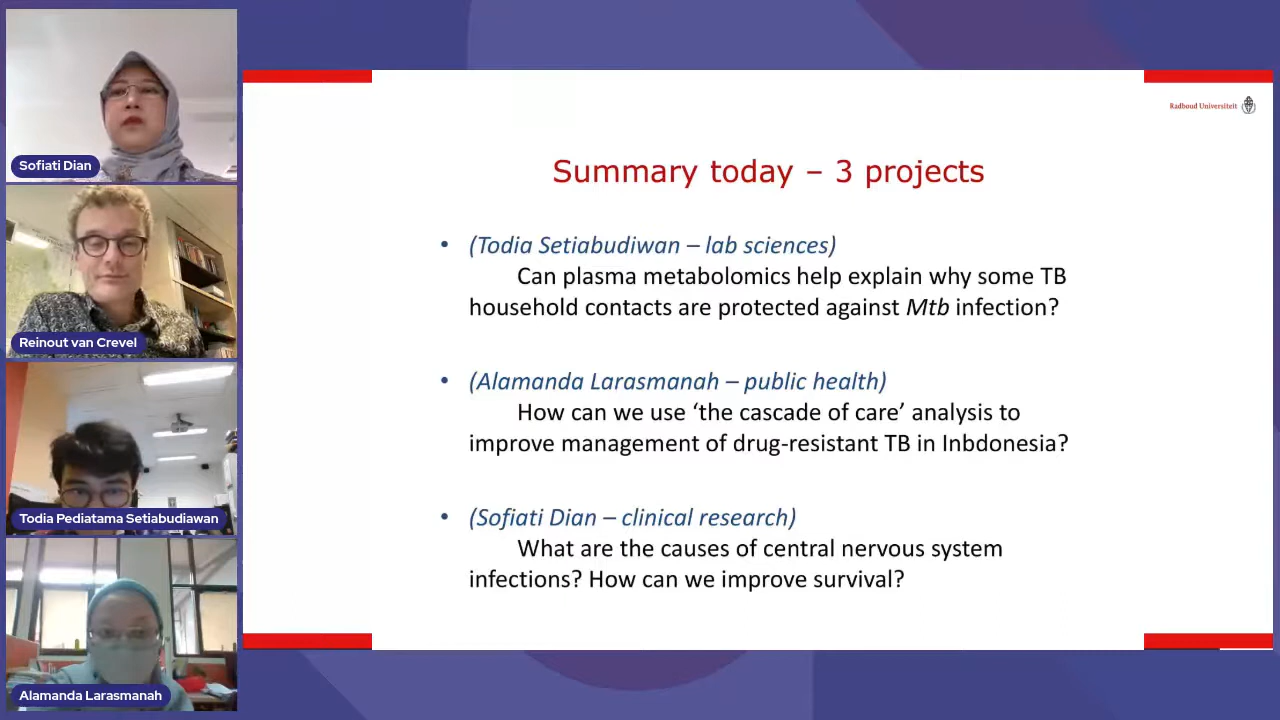 Sofiati Dian
Reinout van Crevel
Todia Pediatama Setiabudiawan
Alamanda Larasmanah
Radboud Universiteit
Summary today – 3 projects
• (Todia Setiabudiwan – lab sciences)
Can plasma metabolomics help explain why some TB
household contacts are protected against Mtb infection?
• (Alamanda Larasmanah – public health)
How can we use ‘the cascade of care’ analysis to
improve management of drug-resistant TB in Inbdonesia?
• (Sofiati Dian – clinical research)
What are the causes of central nervous system
infections? How can we improve survival?